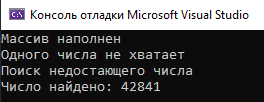 Консоль отладки Microsoft Visual Studio
Массив наполнен
Одного числа не хватает
Поиск недостающего числа
Число найдено: 42841